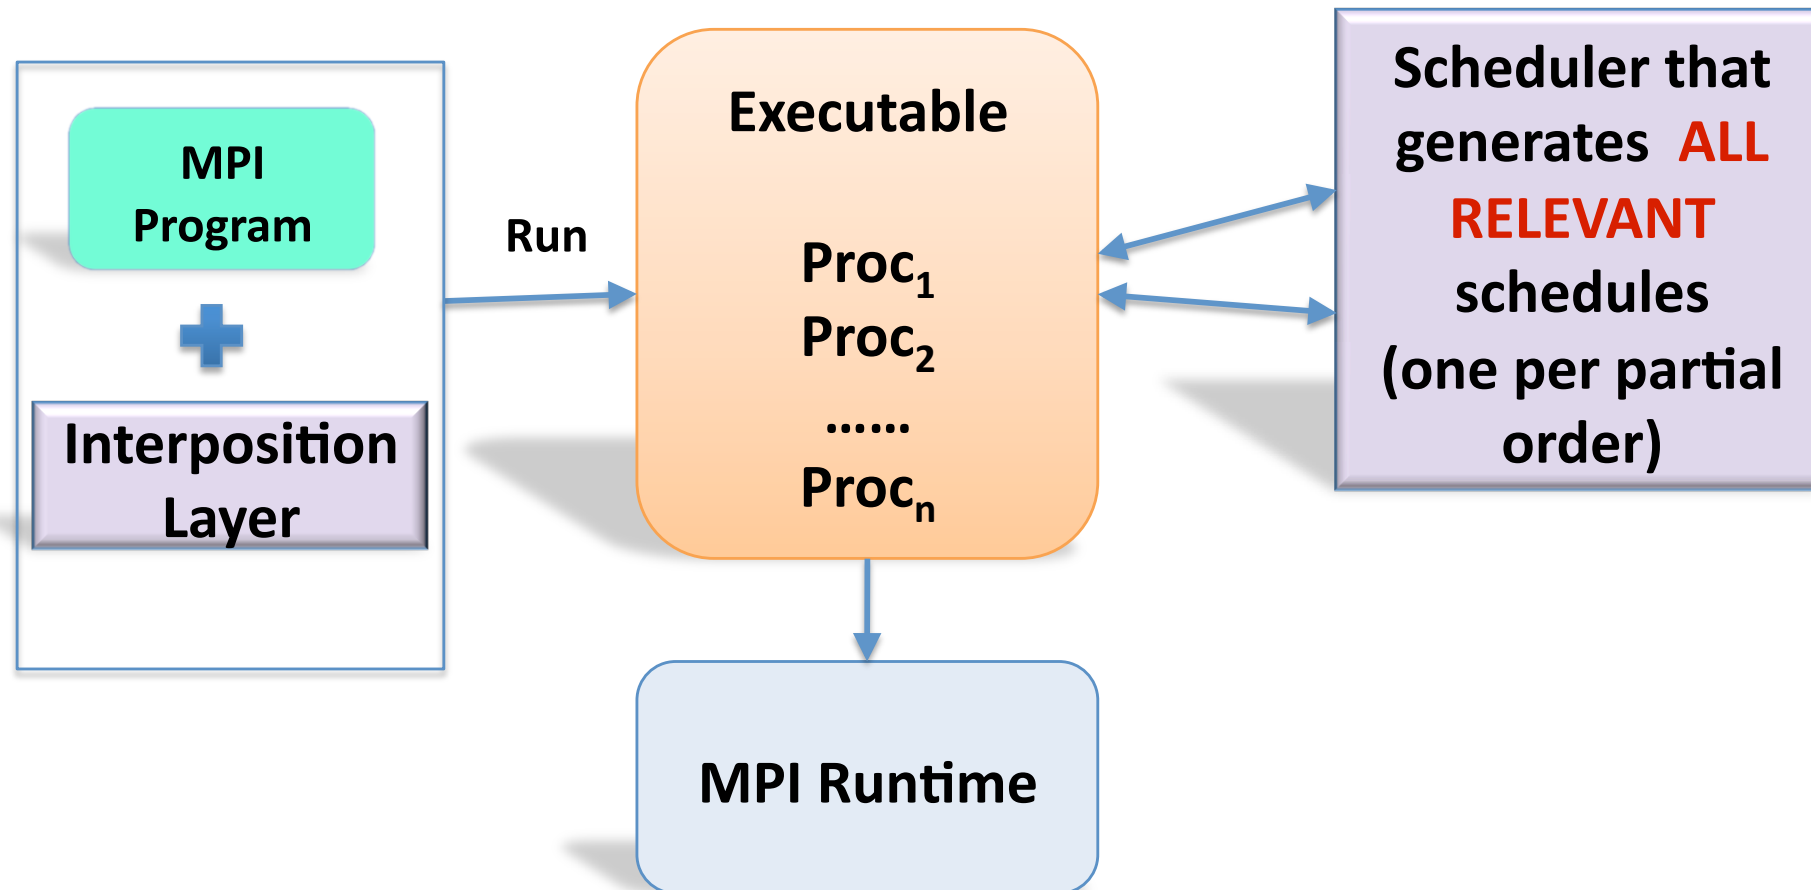 MPI
Program
Interposition
Layer
Run
Executable
Proc₁
Proc₂
……
Procₙ
MPI Runtime
Scheduler that
generates ALL
RELEVANT
schedules
(one per partial
order)